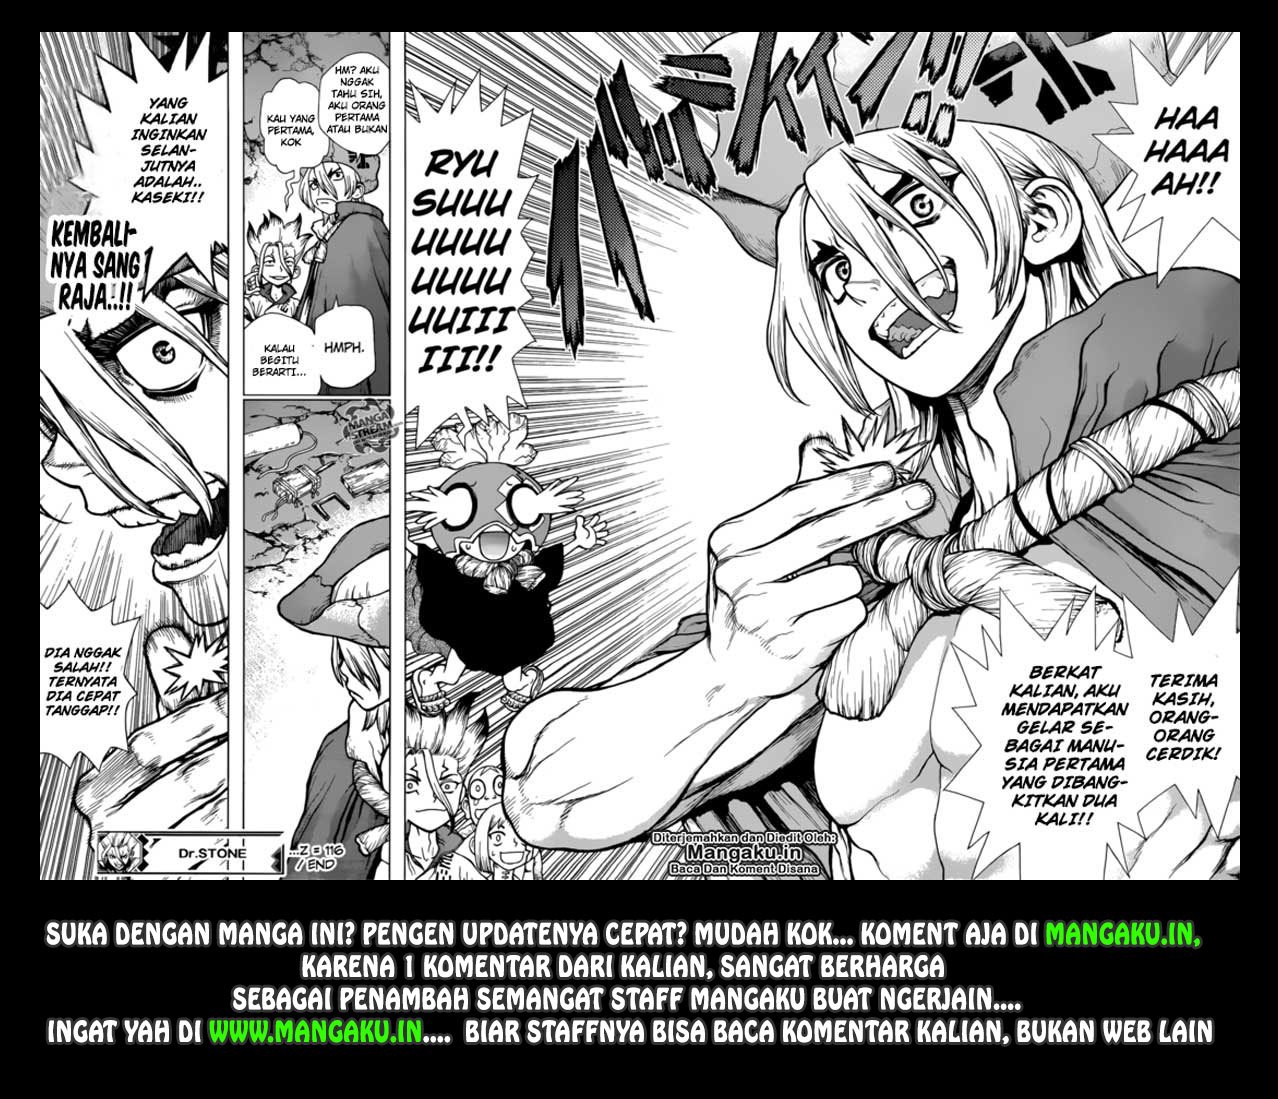 HAA
HAAA
AH!!
TERIMA
KASIH,
ORANG-
ORANG
CERDIK!
BERKAT
KALIAN, AKU
MENDAPATKAN
GELAR SE-
BAGAI MANU-
SIA PERTAMA
YANG DIBANG-
KITKAN DUA
KALI!!
RYU
SUUU
UUUU
UUUU
UUIII
III!!
HM? AKU
NGGAK
TAHU SIH,
AKU ORANG
PERTAMA
ATAU BUKAN
KAU YANG
PERTAMA,
KOK
HMPH.
KALAU
BEGITU
BERARTI...
MANGA
STREAM
YANG
KALIAN
INGINKAN
SELAN-
JUTNYA
ADALAH..
KASEKI!!
KEMBALI-
NYA SANG
RAJA..!!
DIA NGGAK
SALAH!!
TERNYATA
DIA CEPAT
TANGGAP!!
Dr.STONE
...Z = 116
/ END
Diterjemahkan dan Diedit Oleh:
Mangaku.in
Baca Dan Koment Disana
SUKA DENGAN MANGA INI? PENGEN UPDATENYA CEPAT? MUDAH KOK... KOMENT AJA DI MANGAKU.IN,
KARENA 1 KOMENTAR DARI KALIAN, SANGAT BERHARGA
SEBAGAI PENAMBAH SEMANGAT STAFF MANGAKU BUAT NGERJAIN....
INGAT YAH DI WWW.MANGAKU.IN.... BIAR STAFFNYA BISA BACA KOMENTAR KALIAN, BUKAN WEB LAIN